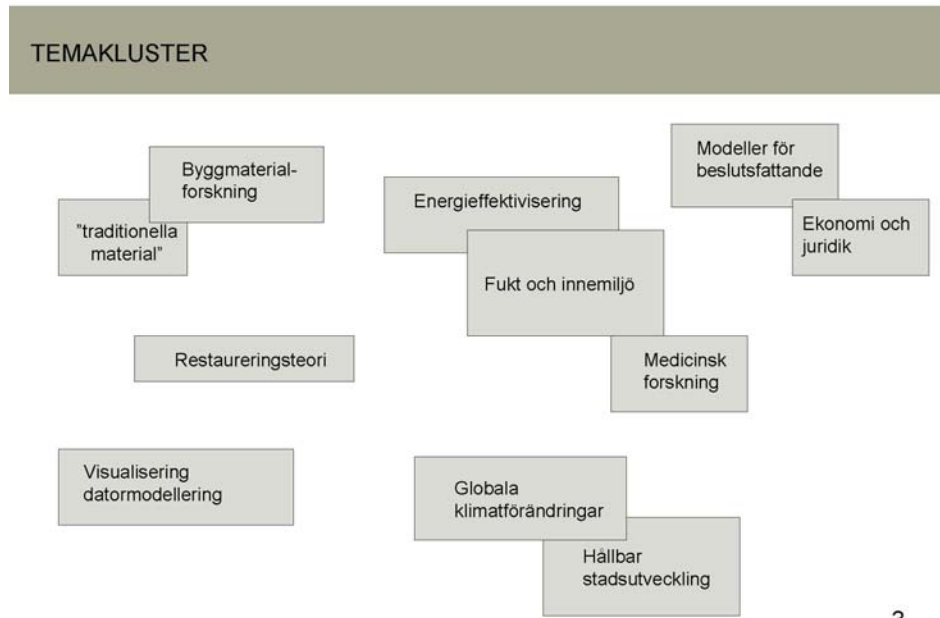 TEMAKLUSTER
Byggmaterial-
forskning
"traditionella
material"
Energieffektivisering
Fukt och innemiljö
Medicinsk
forskning
Modeller för
beslutsfattande
Ekonomi och
juridik
Restaureringsteori
Visualisering
datormodellering
Globala
klimatförändringar
Hållbar
stadsutveckling